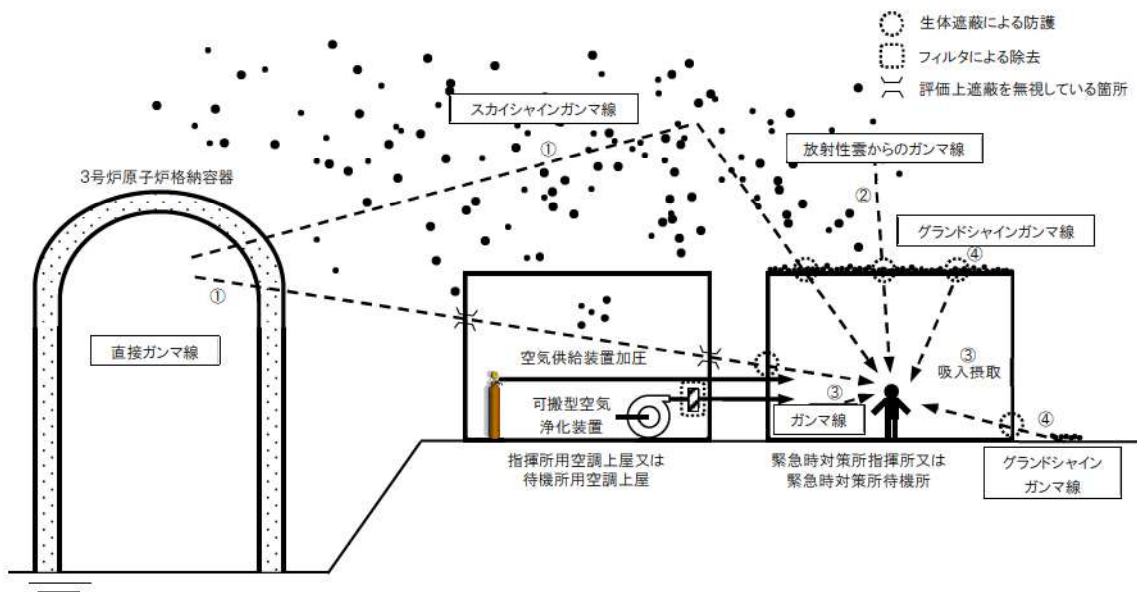 生体遮蔽による防護
フィルタによる除去
評価上遮蔽を無視している箇所
スカイシャインガンマ線
①
放射性雲からのガンマ線
②
3号炉原子炉格納容器
グランドシャインガンマ線
④
①
直接ガンマ線
空気供給装置加圧
③
吸入摂取
可搬型空気
浄化装置
③
ガンマ線
④
指揮所用空調上屋又は
待機所用空調上屋
緊急時対策所指揮所又は
緊急時対策所待機所
グランドシャイン
ガンマ線